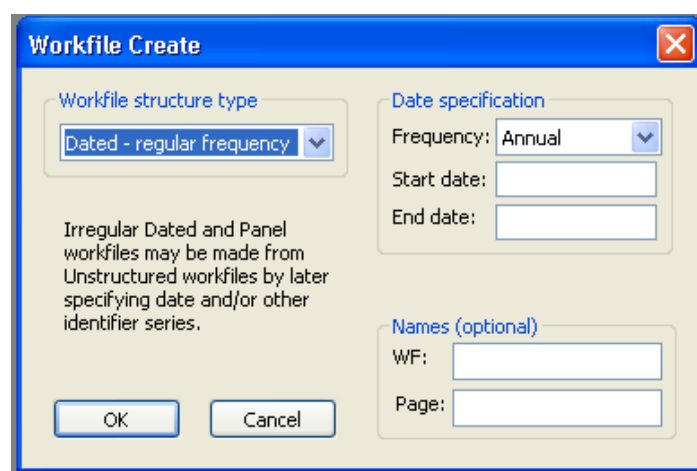 Workfile Create
Workfile structure type
Dated - regular frequency
Irregular Dated and Panel
workfiles may be made from
Unstructured workfiles by later
specifying date and/or other
identifier series.
OK
Cancel
Date specification
Frequency: Annual
Start date:
End date:
Names (optional)
WF:
Page: